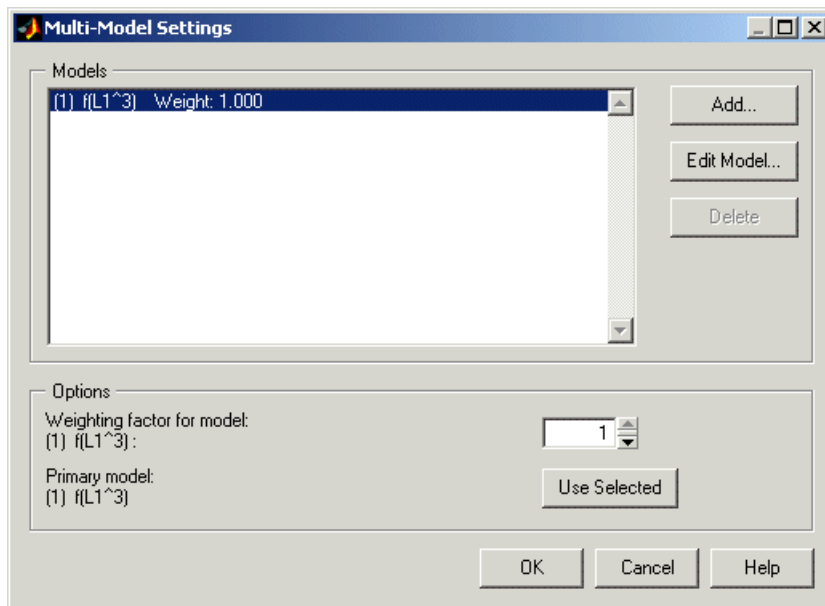 Multi-Model Settings
Models
(1) f(L1^3) Weight: 1.000
Add...
Edit Model...
Delete
Options
Weighting factor for model:
(1) f(L1^3) :
1
Primary model:
(1) f(L1^3)
Use Selected
OK
Cancel
Help